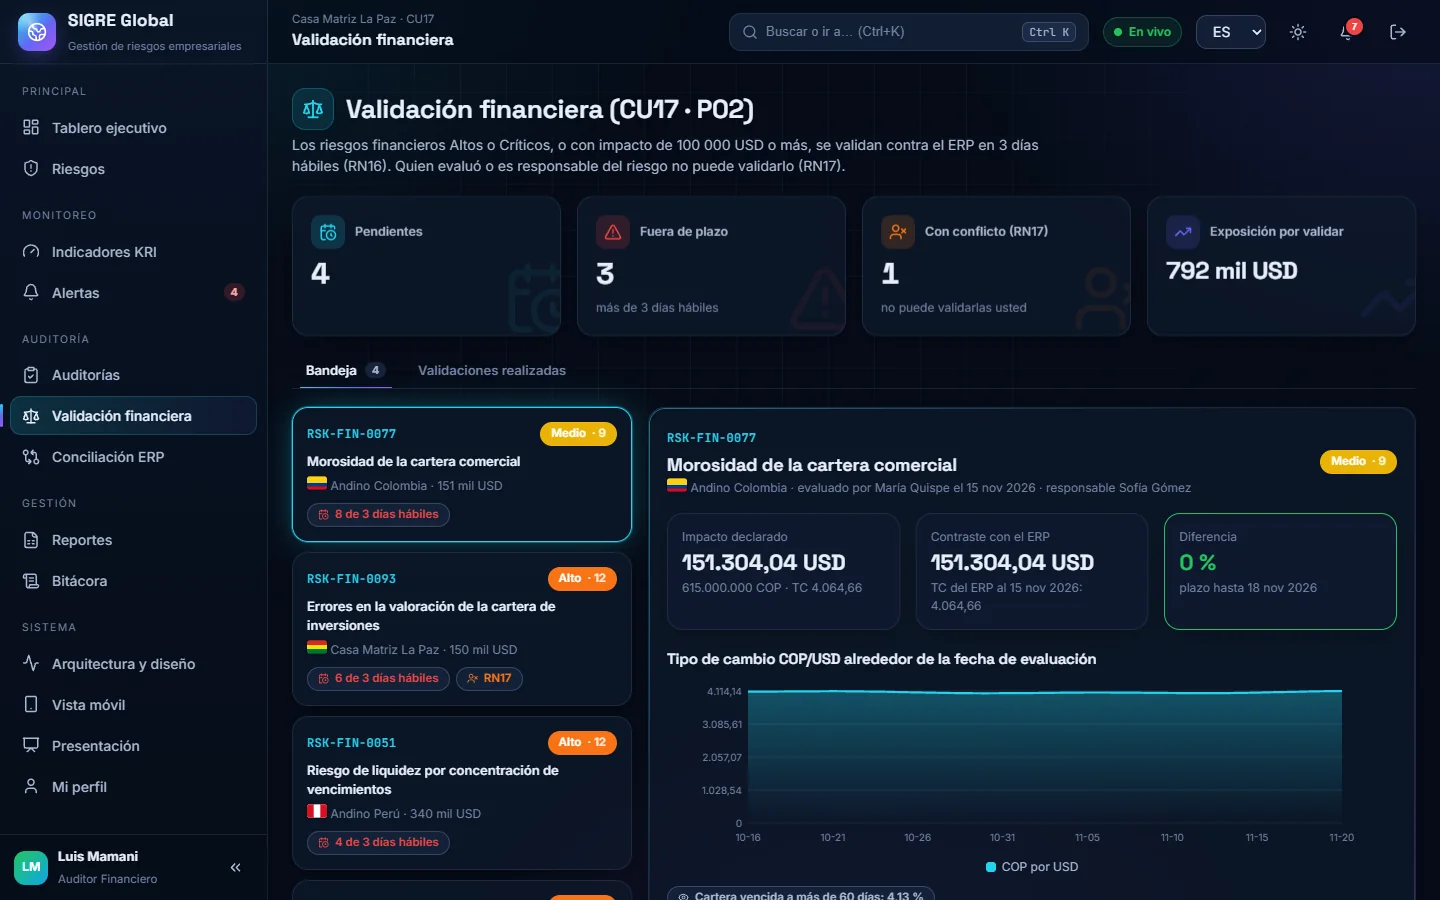 SIGRE Global
Gestión de riesgos empresariales
PRINCIPAL
Tablero ejecutivo
Riesgos
MONITOREO
Indicadores KRI
Alertas 4
AUDITORÍA
Auditorías
Validación financiera
Conciliación ERP
GESTIÓN
Reportes
Bitácora
SISTEMA
Arquitectura y diseño
Vista móvil
Presentación
Mi perfil
LM
Luis Mamani
Auditor Financiero
Casa Matriz La Paz · CU17
Validación financiera
Buscar o ir a… (Ctrl+K) Ctrl K
En vivo
ES
7
Validación financiera (CU17 · P02)
Los riesgos financieros Altos o Críticos, o con impacto de 100 000 USD o más, se validan contra el ERP en 3 días
hábiles (RN16). Quien evaluó o es responsable del riesgo no puede validarlo (RN17).
Pendientes
4
Fuera de plazo
3
más de 3 días hábiles
Con conflicto (RN17)
1
no puede validarlas usted
Exposición por validar
792 mil USD
Bandeja 4
Validaciones realizadas
RSK-FIN-0077
Medio · 9
Morosidad de la cartera comercial
Andino Colombia · 151 mil USD
8 de 3 días hábiles
RSK-FIN-0093
Alto · 12
Errores en la valoración de la cartera de
inversiones
Casa Matriz La Paz · 150 mil USD
6 de 3 días hábiles
RN17
RSK-FIN-0051
Alto · 12
Riesgo de liquidez por concentración de
vencimientos
Andino Perú · 340 mil USD
4 de 3 días hábiles
RSK-FIN-0077
Morosidad de la cartera comercial
Medio · 9
Andino Colombia · evaluado por María Quispe el 15 nov 2026 · responsable Sofía Gómez
Impacto declarado
151.304,04 USD
615.000.000 COP · TC 4.064,66
Contraste con el ERP
151.304,04 USD
TC del ERP al 15 nov 2026:
4.064,66
Diferencia
0 %
plazo hasta 18 nov 2026
Tipo de cambio COP/USD alrededor de la fecha de evaluación
4.114,14
3.085,61
2.057,07
1.028,54
0
10-16 10-21 10-26 10-31 11-05 11-10 11-15 11-20
COP por USD
Cartera vencida a más de 60 días: 4,13 %